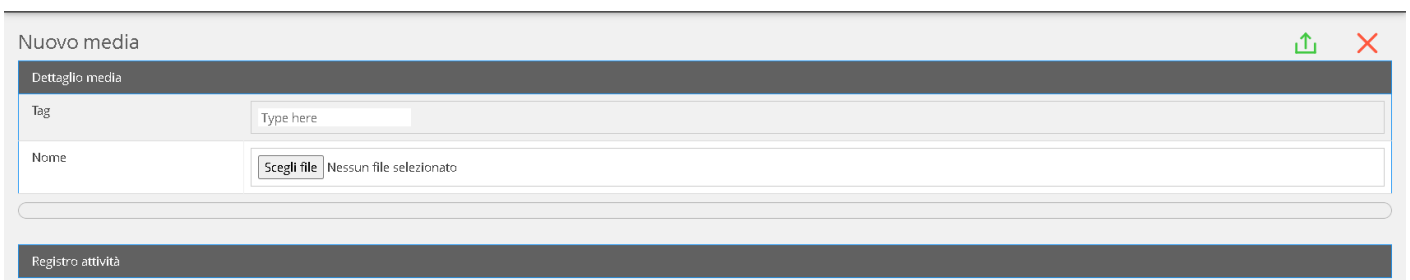 Nuovo media
Dettaglio media
Tag
Type here
Nome
Scegli file Nessun file selezionato
Registro attività